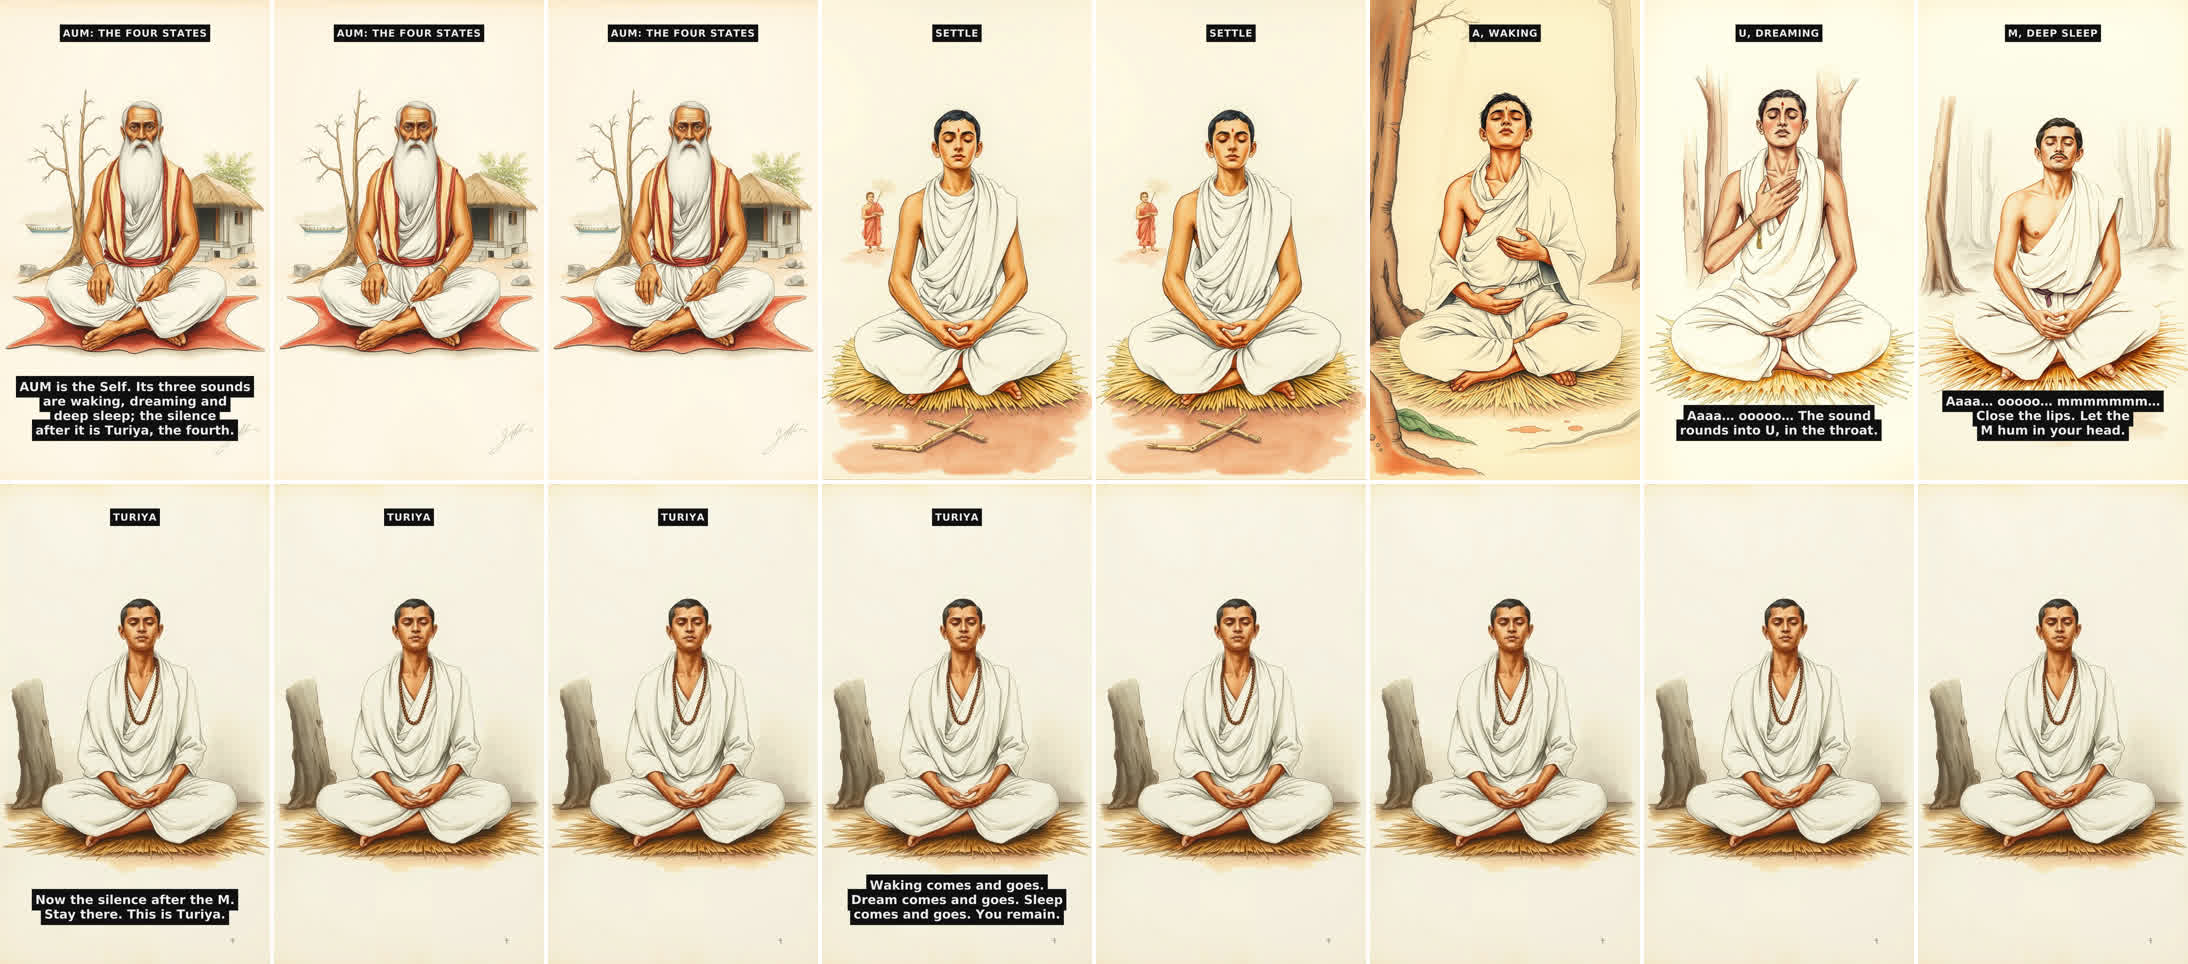 AUM: THE FOUR STATES
AUM: THE FOUR STATES
AUM: THE FOUR STATES
SETTLE
SETTLE
A, WAKING
U, DREAMING
M, DEEP SLEEP
AUM is the Self. Its three sounds
are waking, dreaming and
deep sleep; the silence
after it is Turiya, the fourth.
Aaaa... ooooo... The sound
rounds into U, in the throat.
Aaaa... ooooo... mmmmmmm...
Close the lips. Let the
M hum in your head.
TURIYA
TURIYA
TURIYA
TURIYA
Now the silence after the M.
Stay there. This is Turiya.
Waking comes and goes.
Dream comes and goes. Sleep
comes and goes. You remain.